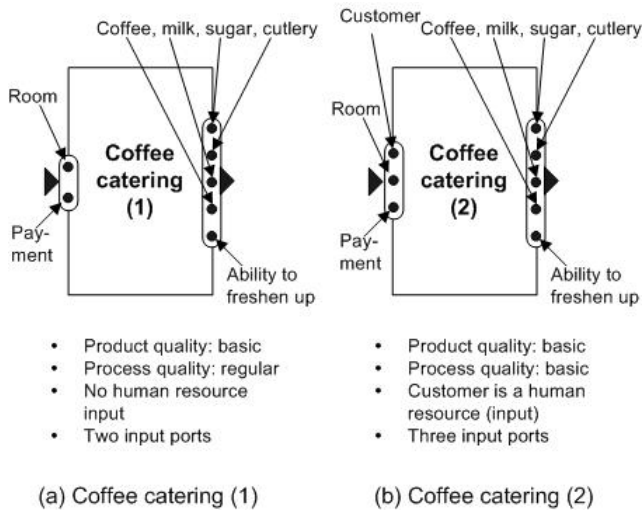 Coffee, milk, sugar, cutlery
Room
Coffee
catering
(1)
Pay-
ment
Ability to
freshen up
• Product quality: basic
• Process quality: regular
• No human resource
input
• Two input ports
(a) Coffee catering (1)
Customer
Coffee, milk, sugar, cutlery
Room
Coffee
catering
(2)
Pay-
ment
Ability to
freshen up
• Product quality: basic
• Process quality: basic
• Customer is a human
resource (input)
• Three input ports
(b) Coffee catering (2)